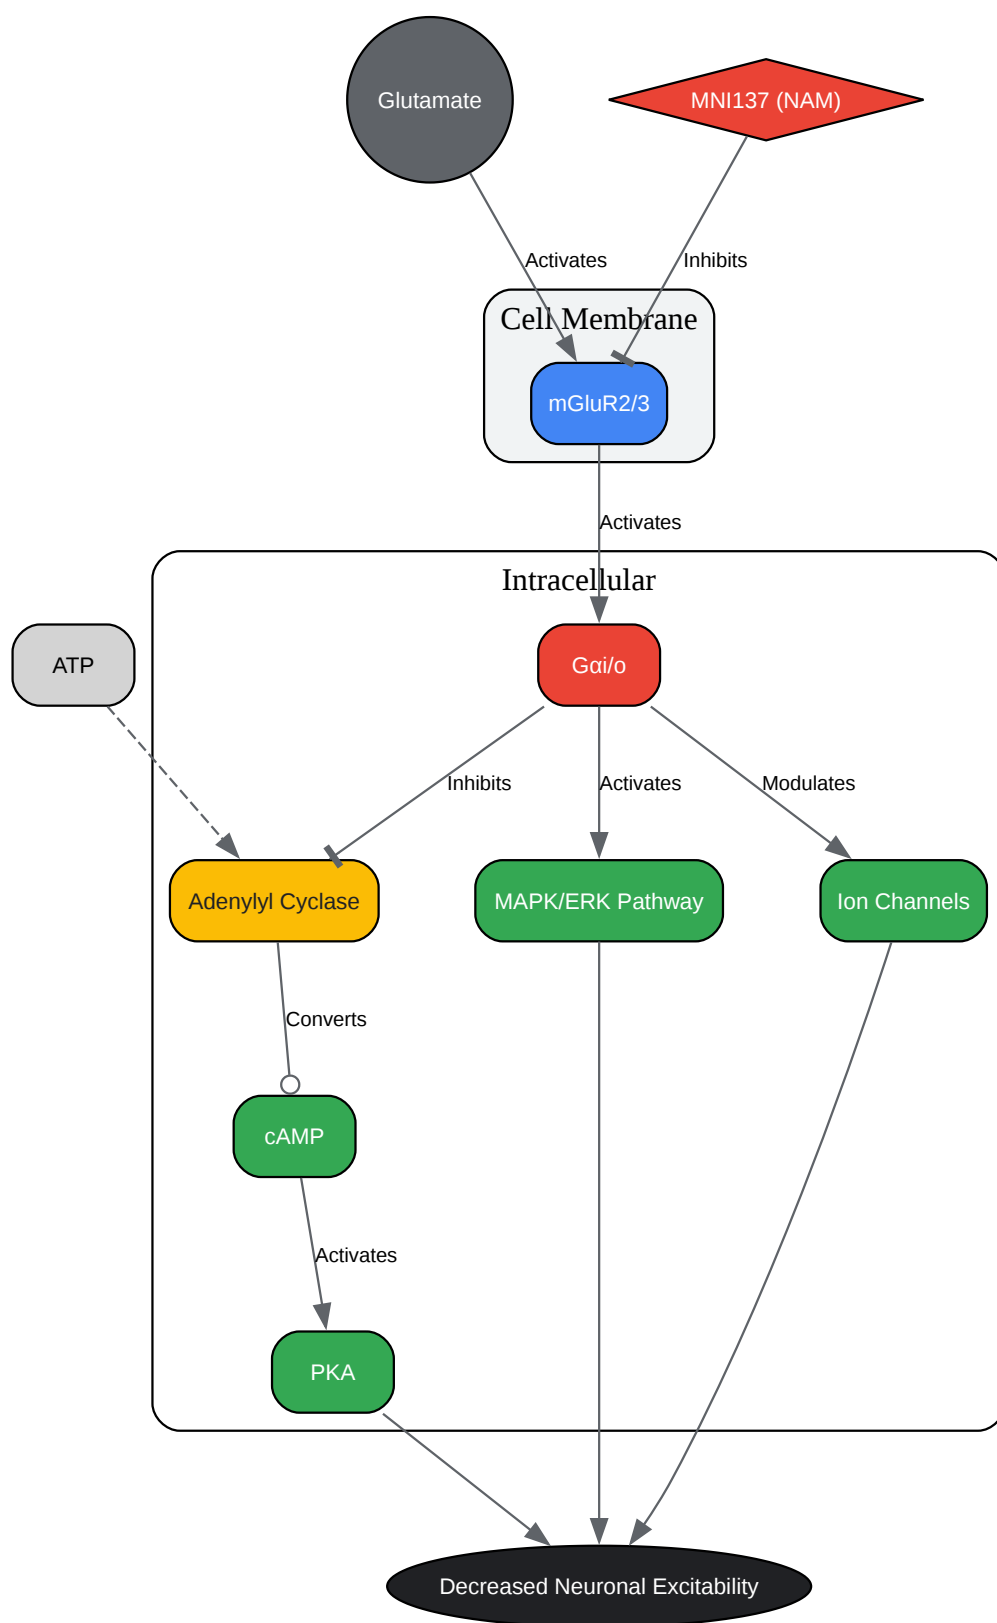 Glutamate
MNI137 (NAM)
Activates
Inhibits
Cell Membrane
mGluR2/3
Activates
Intracellular
ATP
Gαi/o
Inhibits
Activates
Modulates
Adenylyl Cyclase
MAPK/ERK Pathway
Ion Channels
Converts
cAMP
Activates
PKA
Decreased Neuronal Excitability